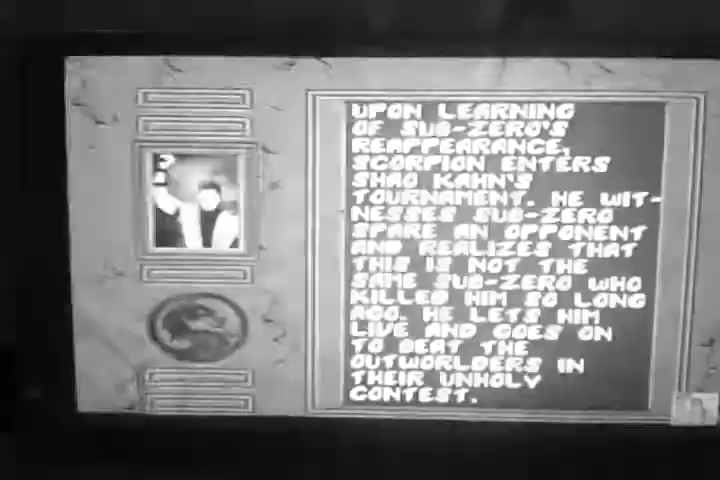 UPON LEARNING
OF SUB-ZERO'S
REAPPEARANCE,
SCORPION ENTERS
SHAO KAHN'S
TOURNAMENT. HE WIT-
NESSES SUB-ZERO
SPARE AN OPPONENT
AND REALIZES THAT
THIS IS NOT THE
SAME SUB-ZERO WHO
KILLED HIM SO LONG
AGO. HE LETS HIM
LIVE AND GOES ON
TO BEAT THE
OUTWORLDERS IN
THEIR UNHOLY
CONTEST.